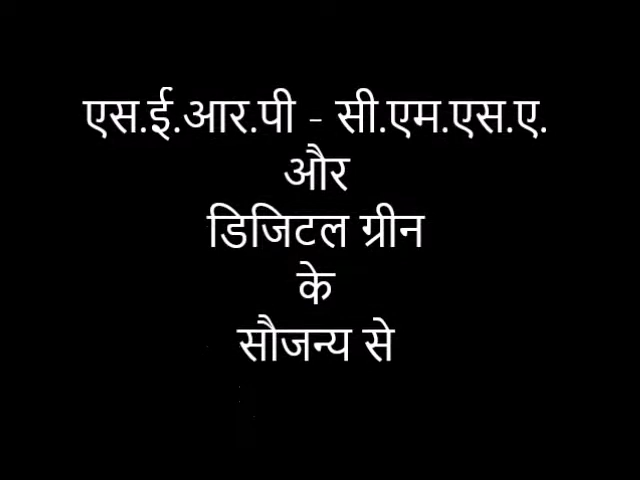 एस.ई.आर.पी - सी.एम.एस.ए.
और
डिजिटल ग्रीन
के
सौजन्य से